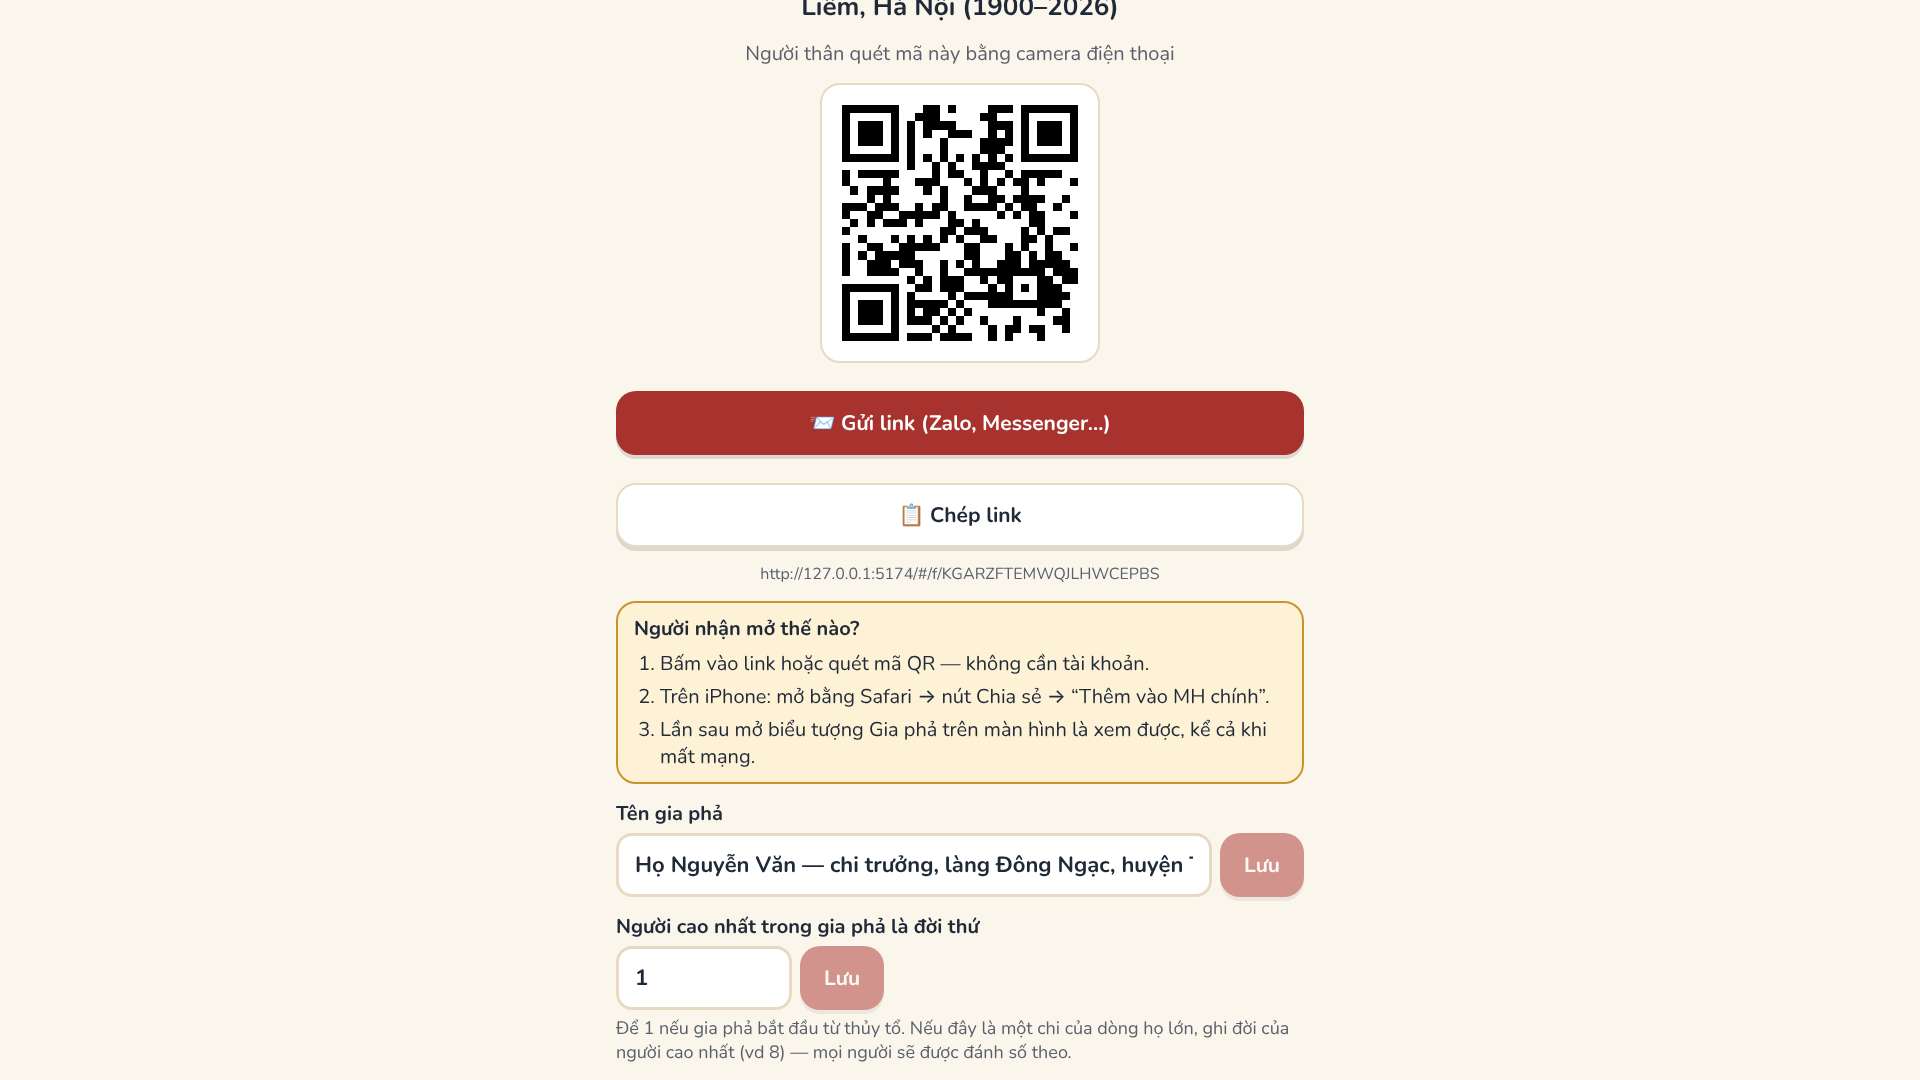 Liêm, Hà Nội (1900–2026)
Người thân quét mã này bằng camera điện thoại
📨 Gửi link (Zalo, Messenger...)
📋 Chép link
http://127.0.0.1:5174/#/f/KGARZFTEMWQJLHWCEPBS
Người nhận mở thế nào?
1. Bấm vào link hoặc quét mã QR — không cần tài khoản.
2. Trên iPhone: mở bằng Safari → nút Chia sẻ → “Thêm vào MH chính”.
3. Lần sau mở biểu tượng Gia phả trên màn hình là xem được, kể cả khi
mất mạng.
Tên gia phả
Họ Nguyễn Văn — chi trưởng, làng Đông Ngạc, huyện
Lưu
Người cao nhất trong gia phả là đời thứ
1
Lưu
Để 1 nếu gia phả bắt đầu từ thủy tổ. Nếu đây là một chi của dòng họ lớn, ghi đời của
người cao nhất (vd 8) — mọi người sẽ được đánh số theo.